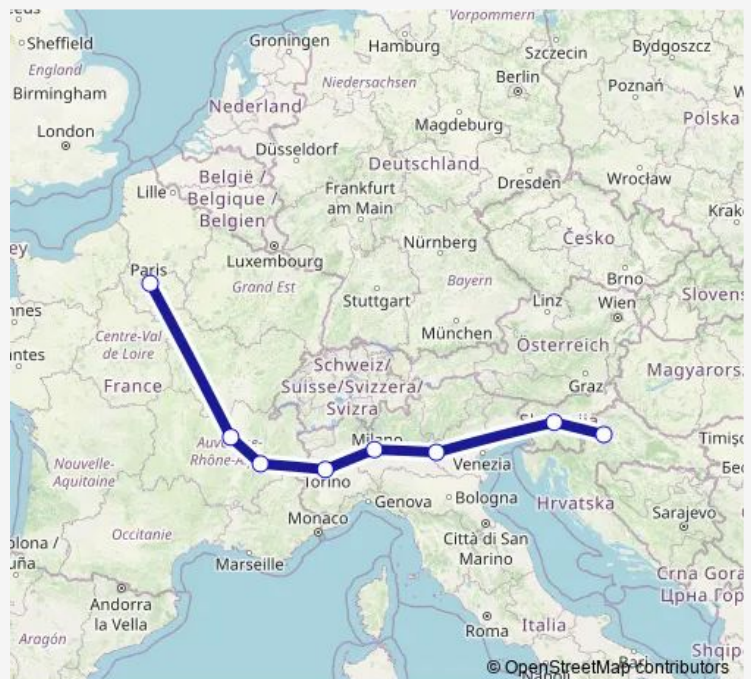 Vorpommern
Sheffield
Groningen
Hamburg
Szczecin
Bydgoszcz
England
Berlin
Birmingham
Niedersachsen
Poznań
Nederland
London
Magdeburg
Polska
Düsseldorf
Deutschland
België /
Belgique /
Belgien
Lille
Frankfurt
am Main
Dresden
Wrocław
Nürnberg
Česko
Luxembourg
Paris
Grand Est
Bayern
Brno
Stuttgart
Linz
Wien
Centre-Val
de Loire
München
Österreich
France
Schweiz/
Suisse/Svizzera/
Svizra
Graz
Milano
Nouvelle-
Aquitaine
Torino
Venezia
Genova
Bologna
Hrvatska
Monaco
Sarajevo
Occitanie
Città di San
Marino
Marseille
Crna Gora
Andorra
la Vella
Roma
Italia
Aragón
© OpenStreetMap contributors